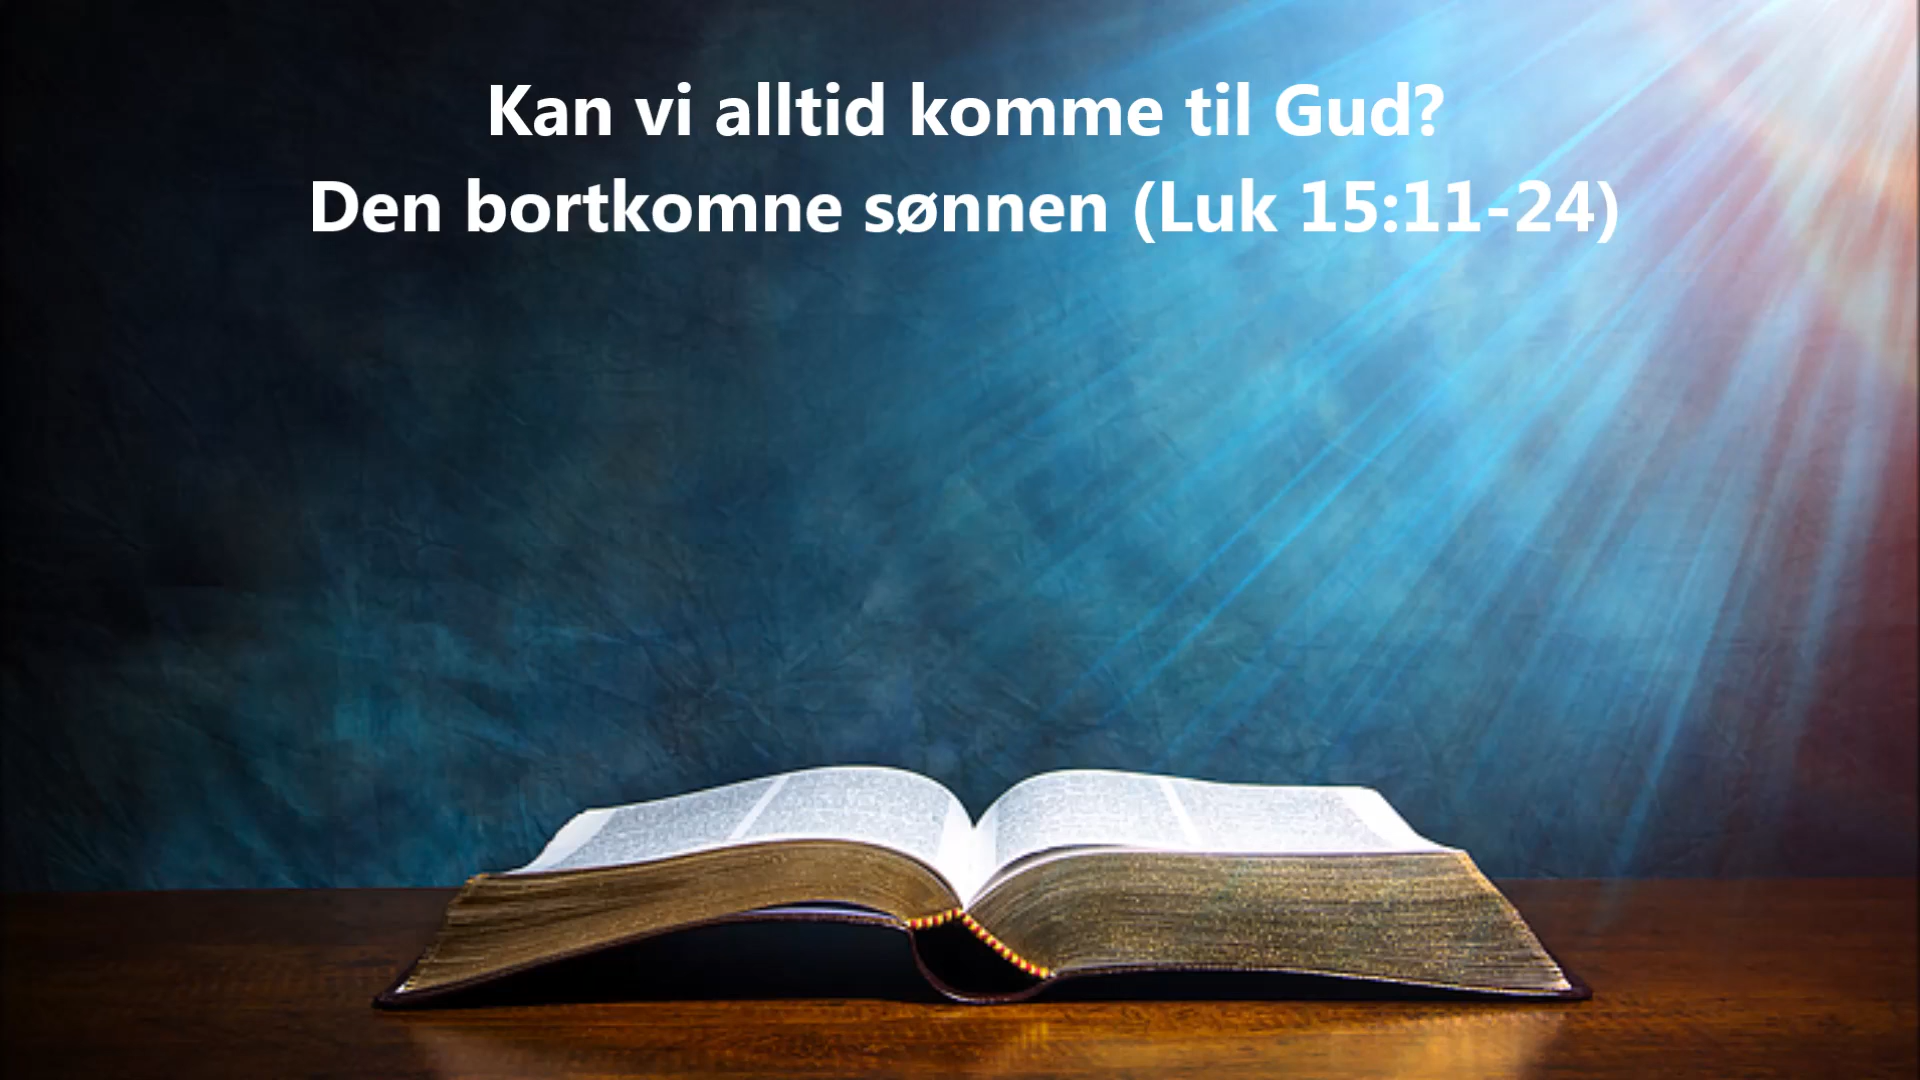 Kan vi alltid komme til Gud?
Den bortkomne sønnen (Luk 15:11-24)